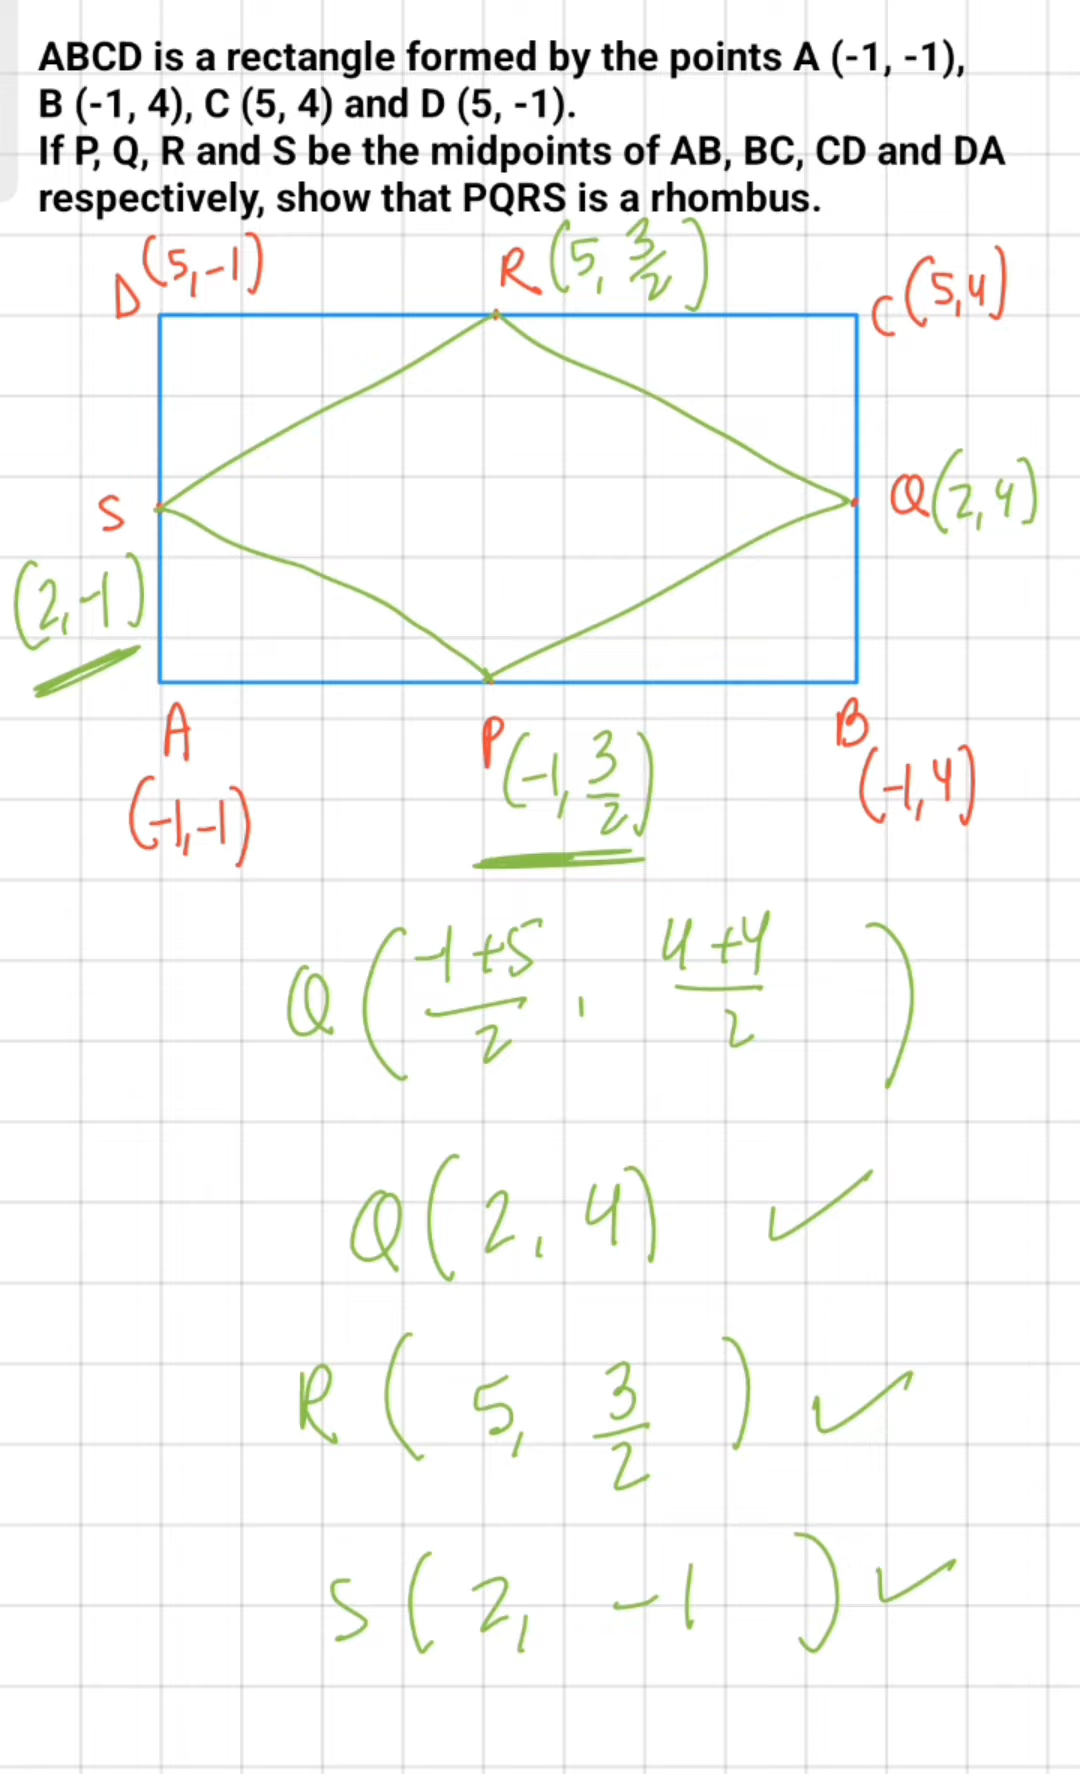 ABCD is a rectangle formed by the points A (-1, -1),
B (-1, 4), C (5, 4) and D (5, -1).
If P, Q, R and S be the midpoints of AB, BC, CD and DA
respectively, show that PQRS is a rhombus.
D (5,-1) R (5, 3/2) C (5,4)
S Q (2,4)
(2,-1)
A P (-1, 3/2) B
(-1,-1) (-1,4)
Q ( -1+5/2 , 4+4/2 )
Q (2, 4) ✓
R ( 5, 3/2 ) ✓
S ( 2, -1 ) ✓